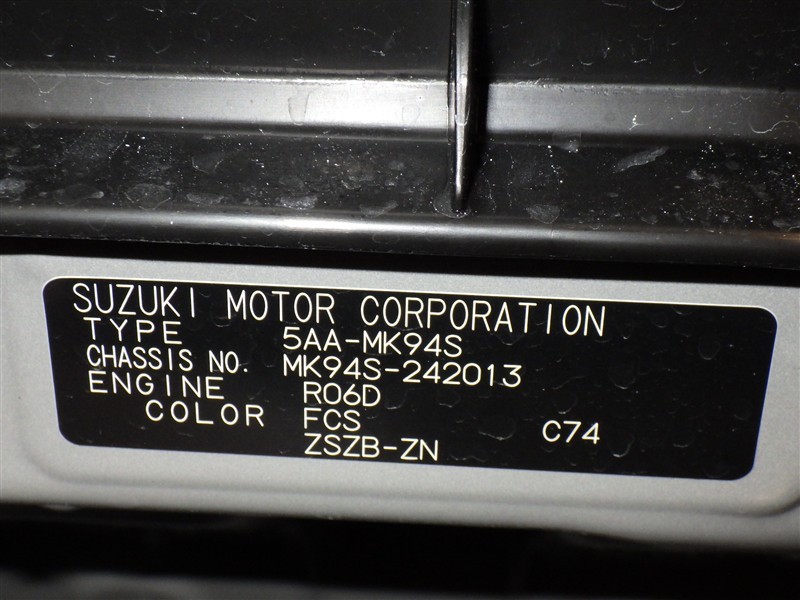 SUZUKI MOTOR CORPORATION
TYPE 5AA-MK94S
CHASSIS NO. MK94S-242013
ENGINE R06D
COLOR FCS C74
ZSZB-ZN